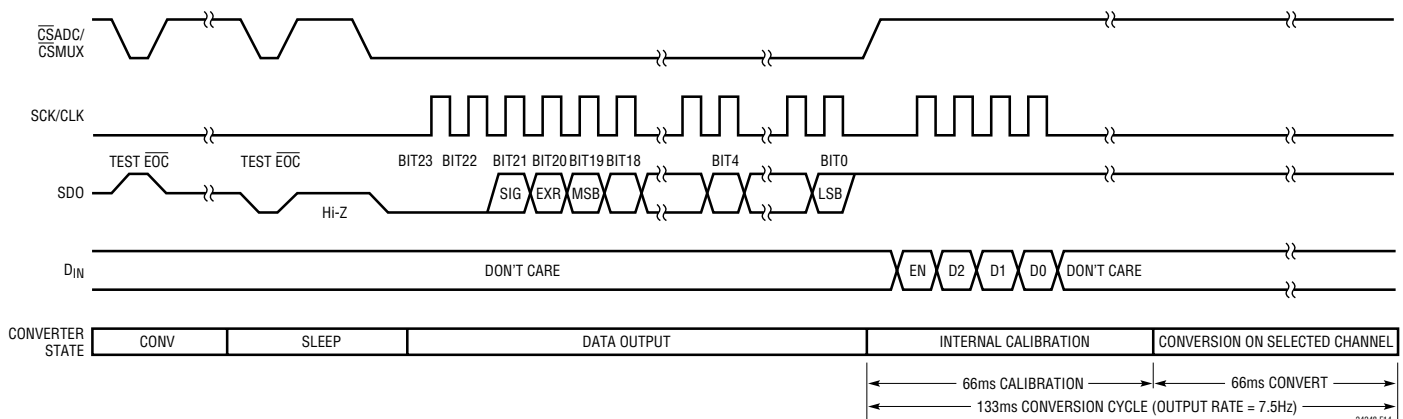 CSADC/
CSMUX
SCK/CLK
TEST EOC TEST EOC BIT23 BIT22 BIT21 BIT20 BIT19 BIT18 BIT4 BIT0
SDO Hi-Z SIG EXR MSB LSB
DIN DON'T CARE EN D2 D1 D0 DON'T CARE
CONVERTER
STATE
CONV SLEEP DATA OUTPUT INTERNAL CALIBRATION CONVERSION ON SELECTED CHANNEL
66ms CALIBRATION 66ms CONVERT
133ms CONVERSION CYCLE (OUTPUT RATE = 7.5Hz)